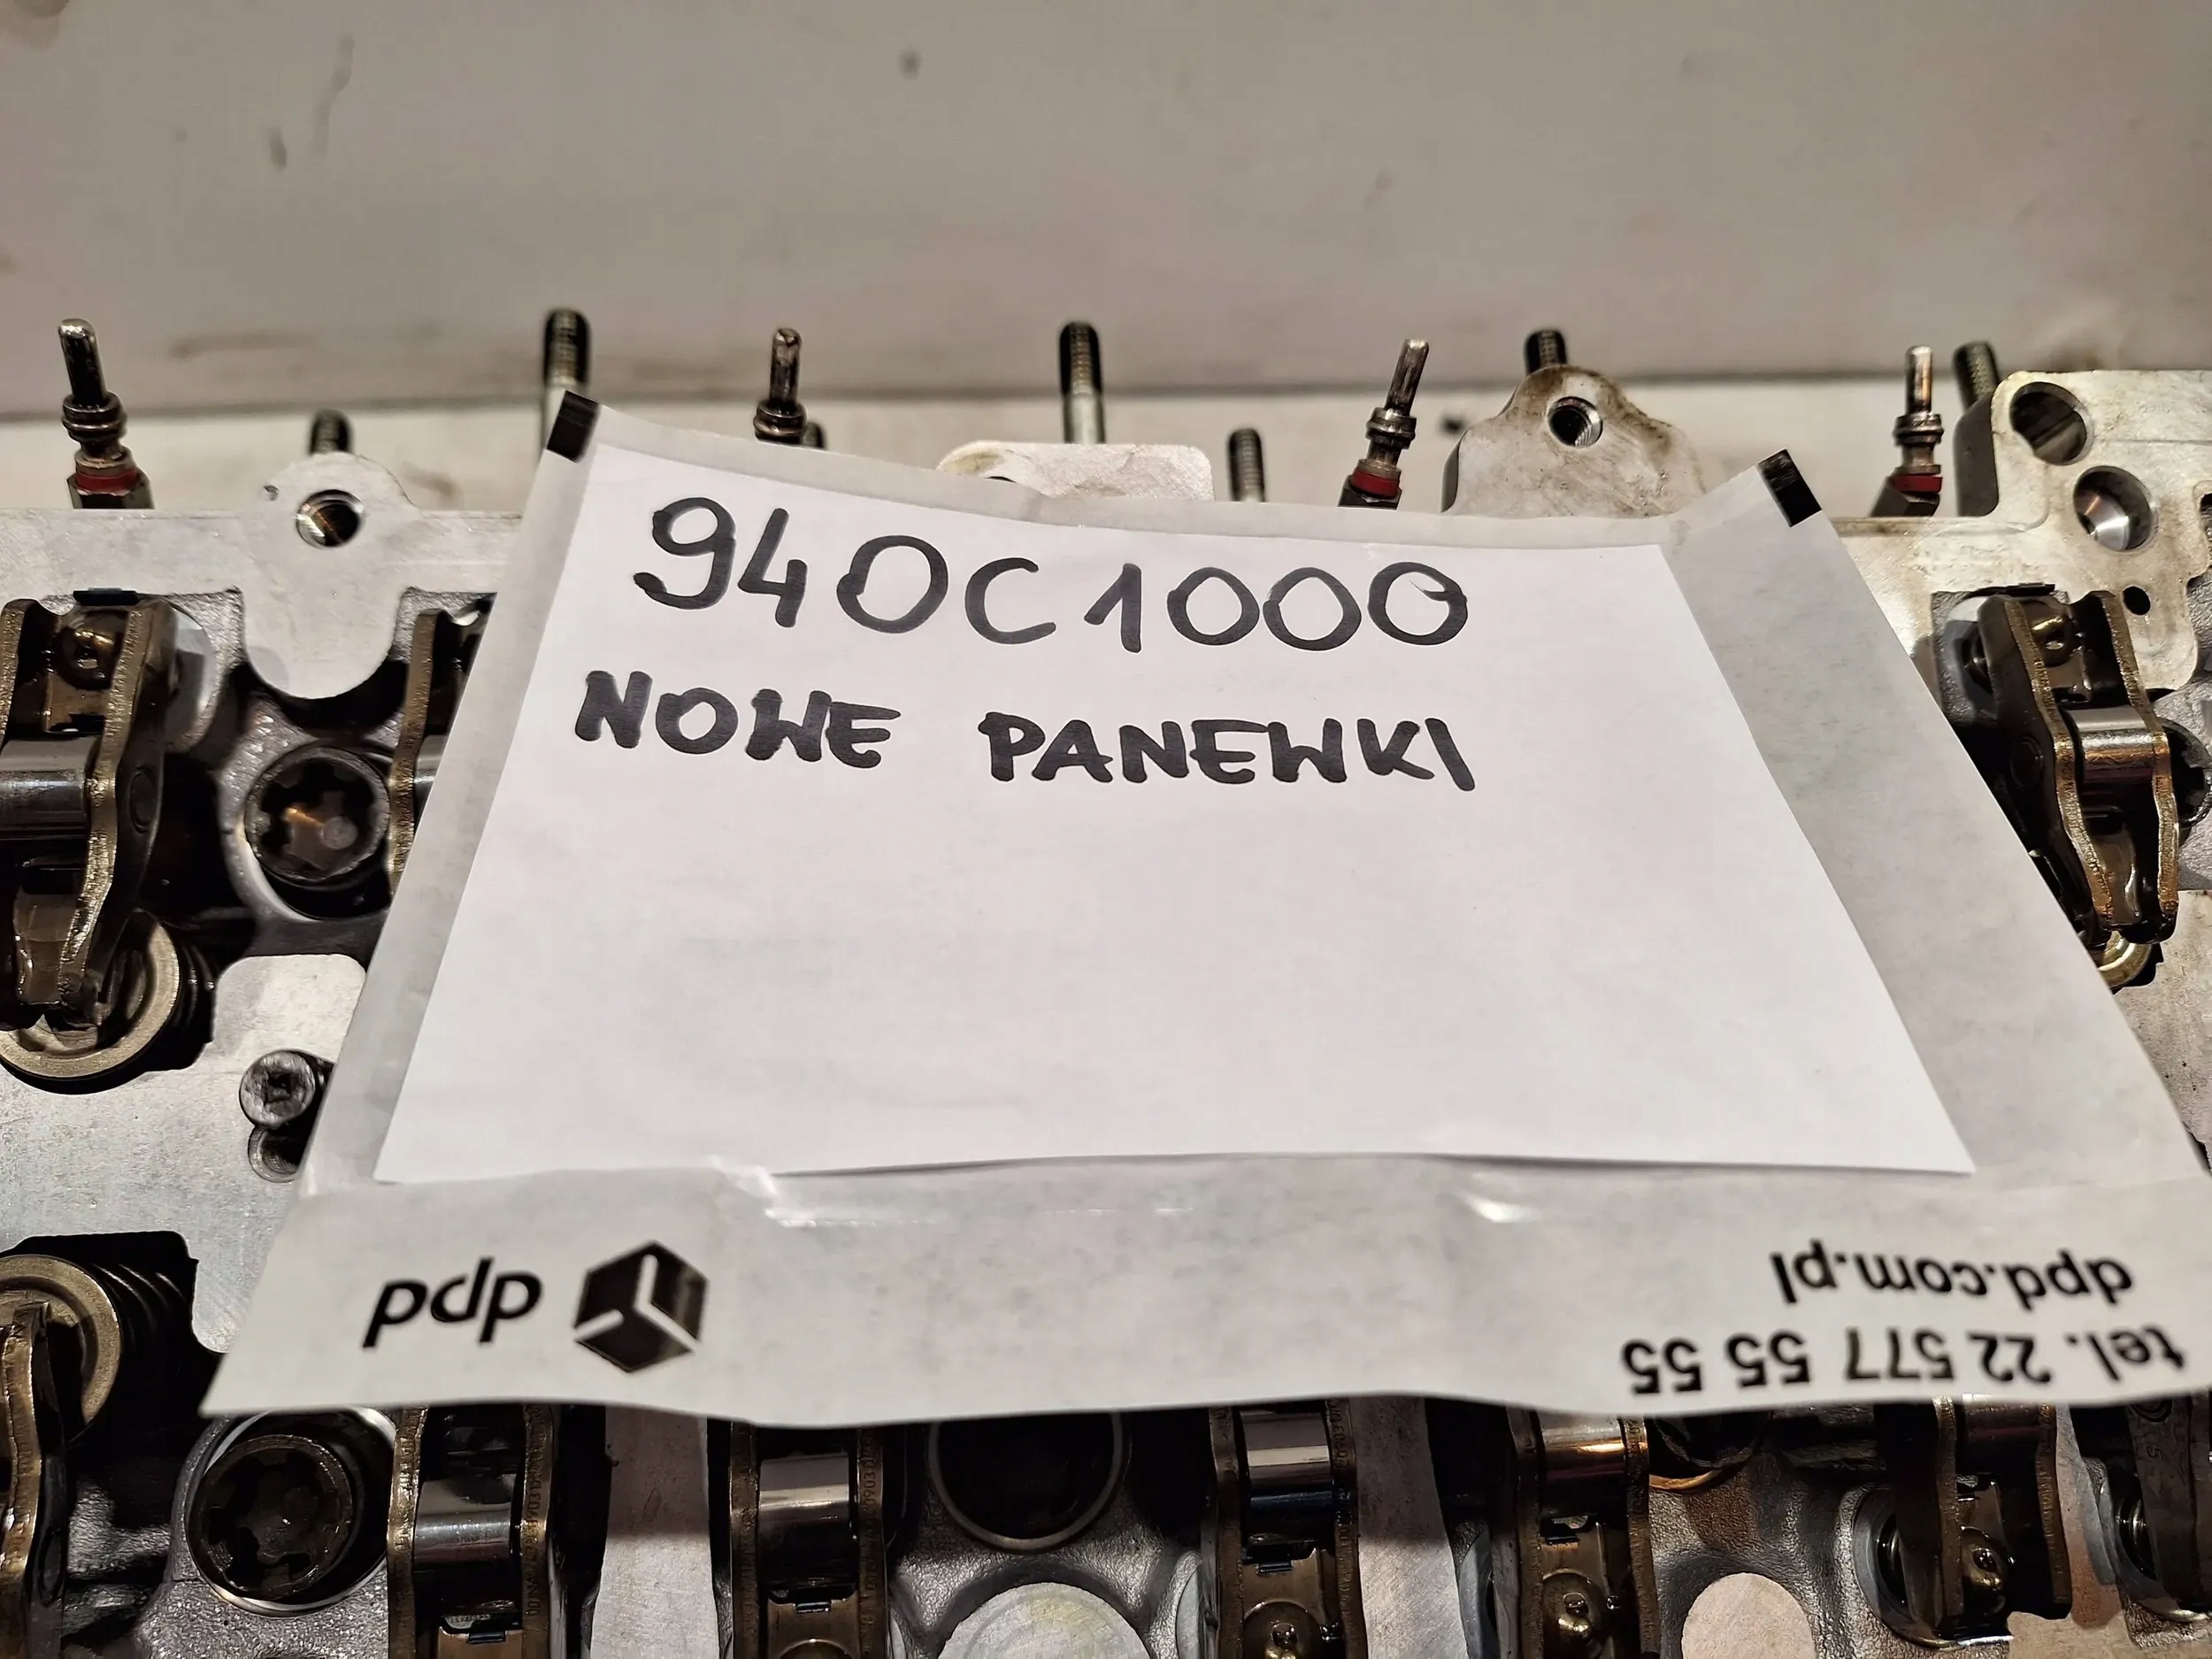 940C1000
NOWE PANEWKI
dpd
dpd.com.pl
tel. 22 577 55 55